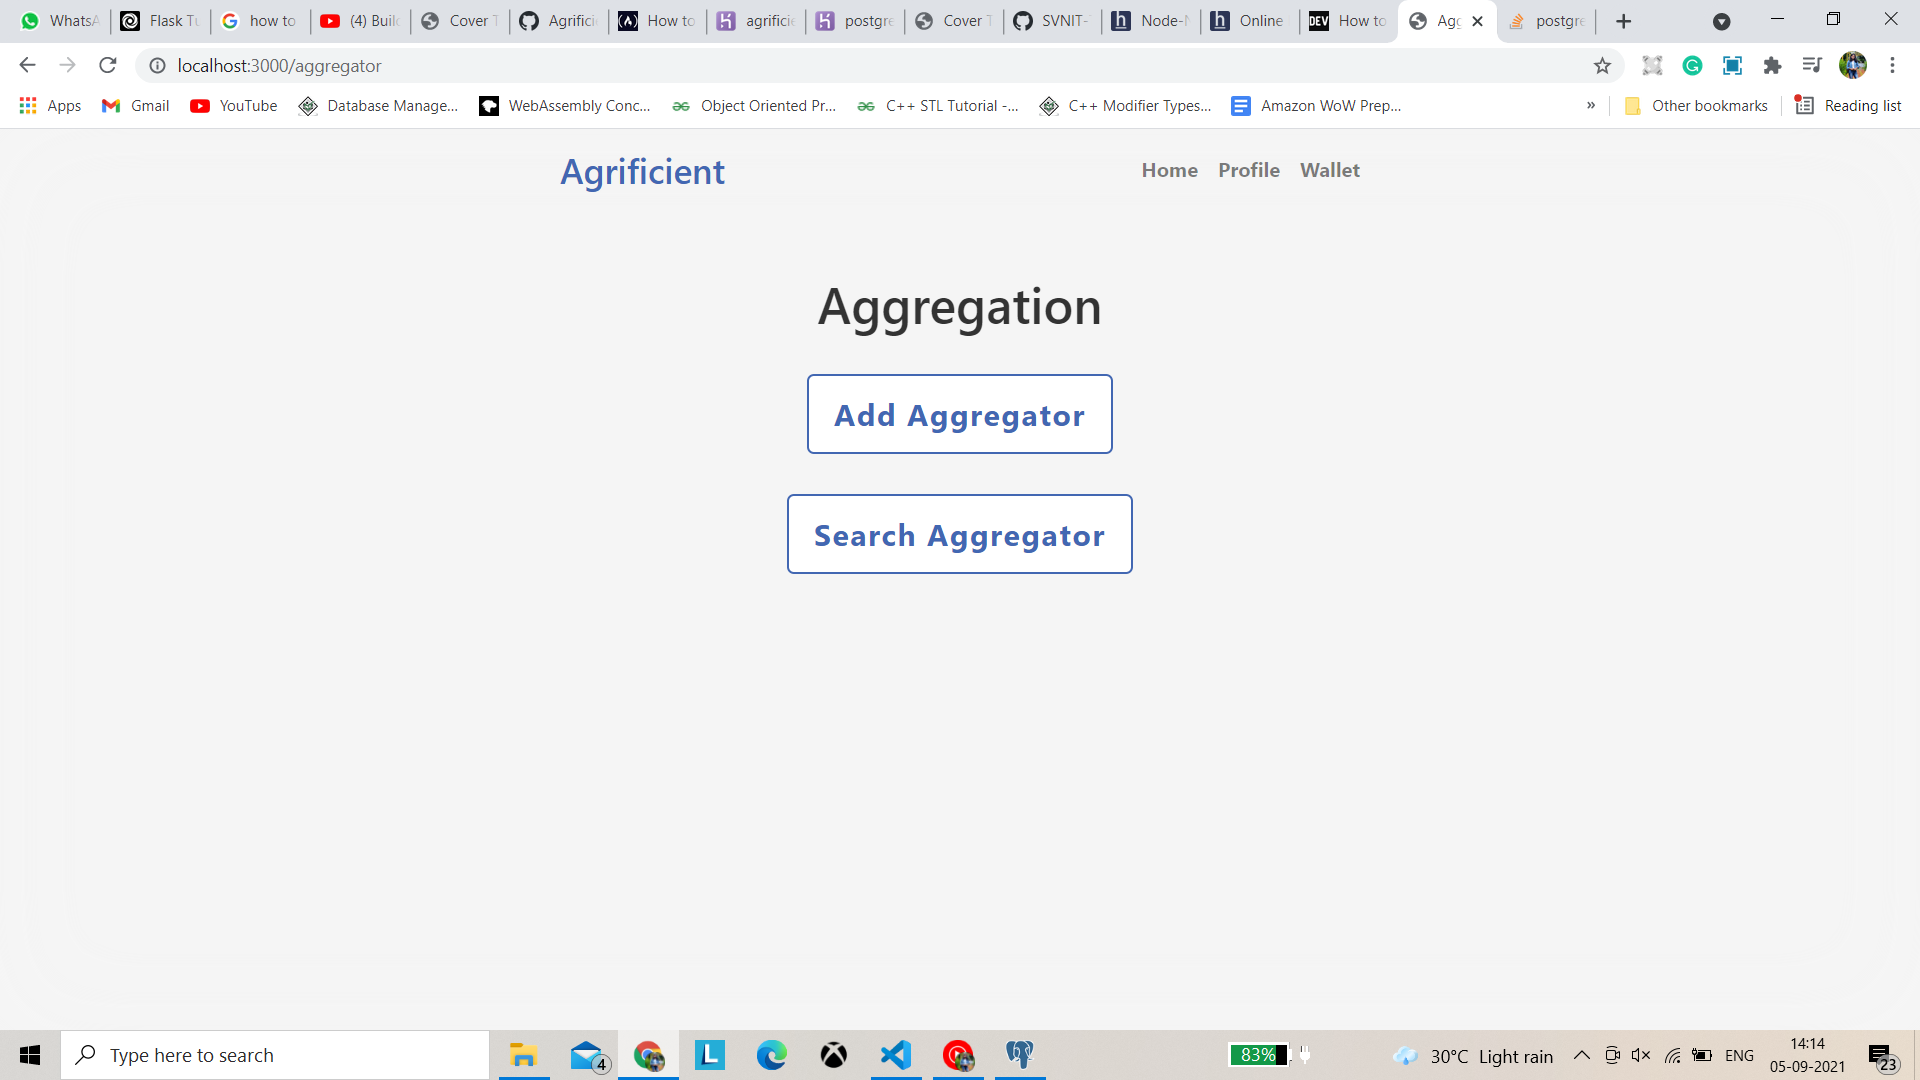 WhatsA Flask Tu how to (4) Build Cover T Agrificie How to agrificie postgre Cover T SVNIT- Node-N Online How to Agg postgre
localhost:3000/aggregator
Apps Gmail YouTube Database Manage... WebAssembly Conc... Object Oriented Pr... C++ STL Tutorial -... C++ Modifier Types... Amazon WoW Prep... » Other bookmarks Reading list
Agrificient Home Profile Wallet
Aggregation
Add Aggregator
Search Aggregator
Type here to search 4 83% 30°C Light rain ENG 14:14
05-09-2021 23